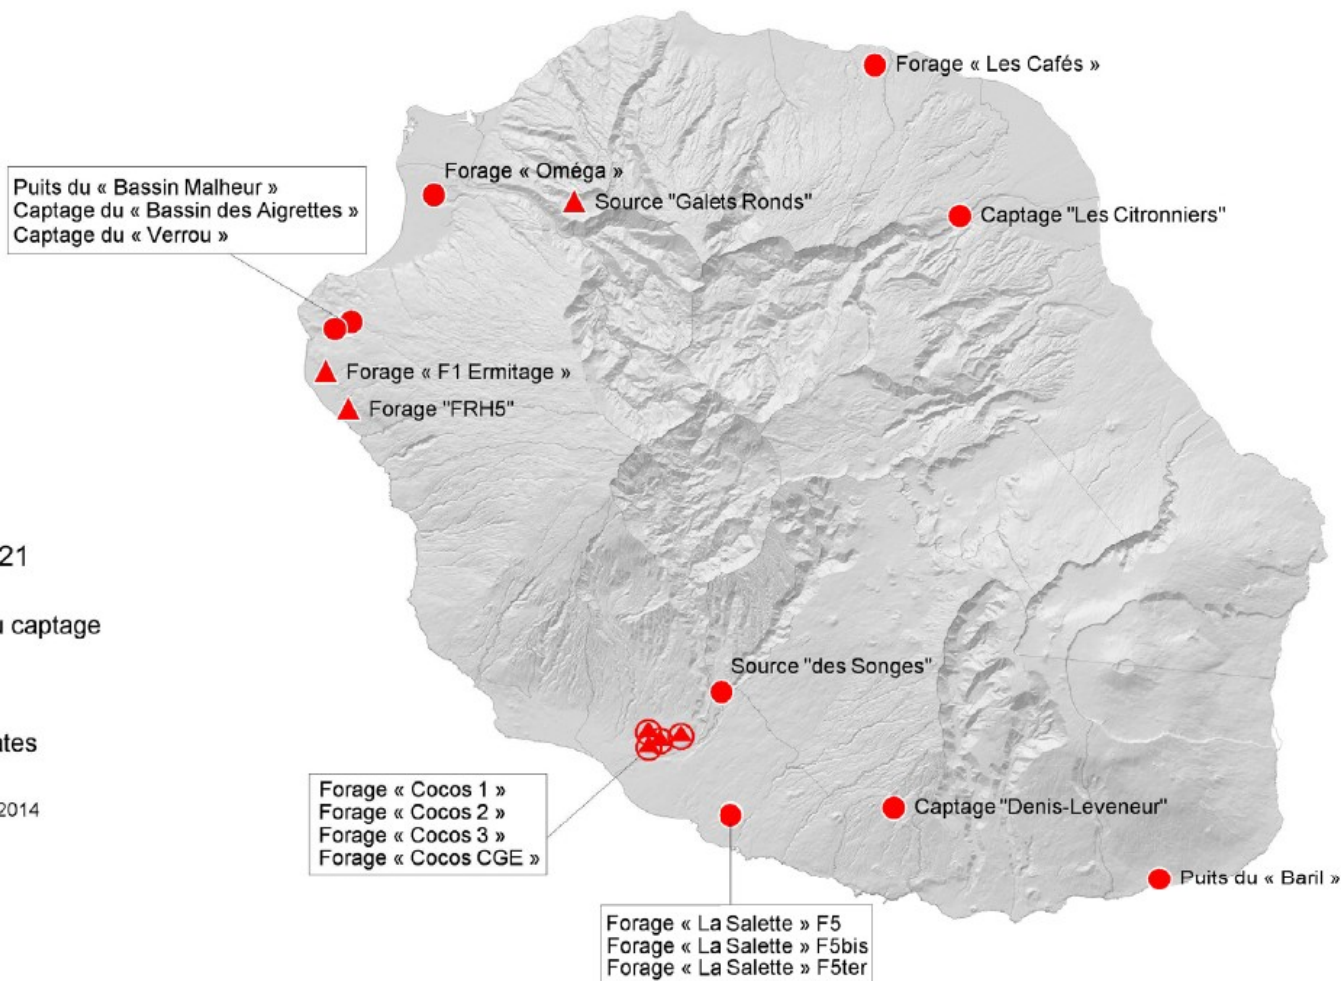 Forage « Les Cafés »
Forage « Oméga »
Puits du « Bassin Malheur »
Captage du « Bassin des Aigrettes »
Captage du « Verrou »
Source "Galets Ronds"
Captage "Les Citronniers"
Forage « F1 Ermitage »
Forage "FRH5"
21
captage
Source "des Songes"
2014
Forage « Cocos 1 »
Forage « Cocos 2 »
Forage « Cocos 3 »
Forage « Cocos CGE »
Captage "Denis-Leveneur"
Puits du « Baril »
Forage « La Salette » F5
Forage « La Salette » F5bis
Forage « La Salette » F5ter